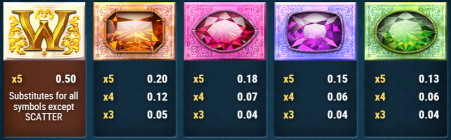 W
x5 0.50
Substitutes for all
symbols except
SCATTER
x5 0.20
x4 0.12
x3 0.05
x5 0.18
x4 0.07
x3 0.04
x5 0.15
x4 0.06
x3 0.04
x5 0.13
x4 0.06
x3 0.04